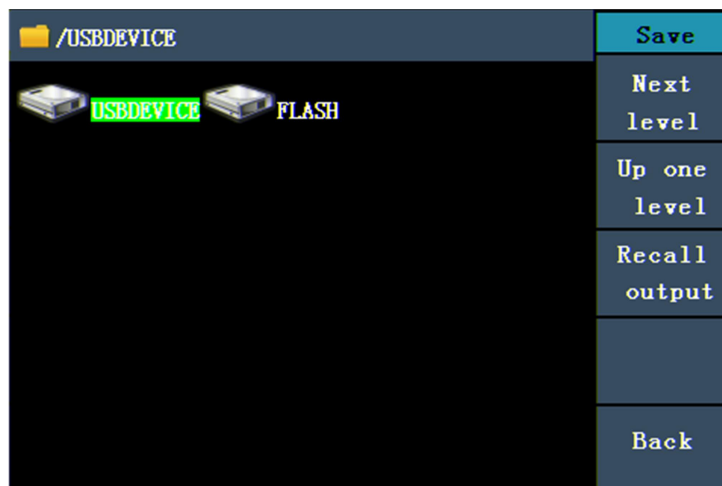 /USBDEVICE
USBDEVICE FLASH
Save
Next
level
Up one
level
Recall
output
Back